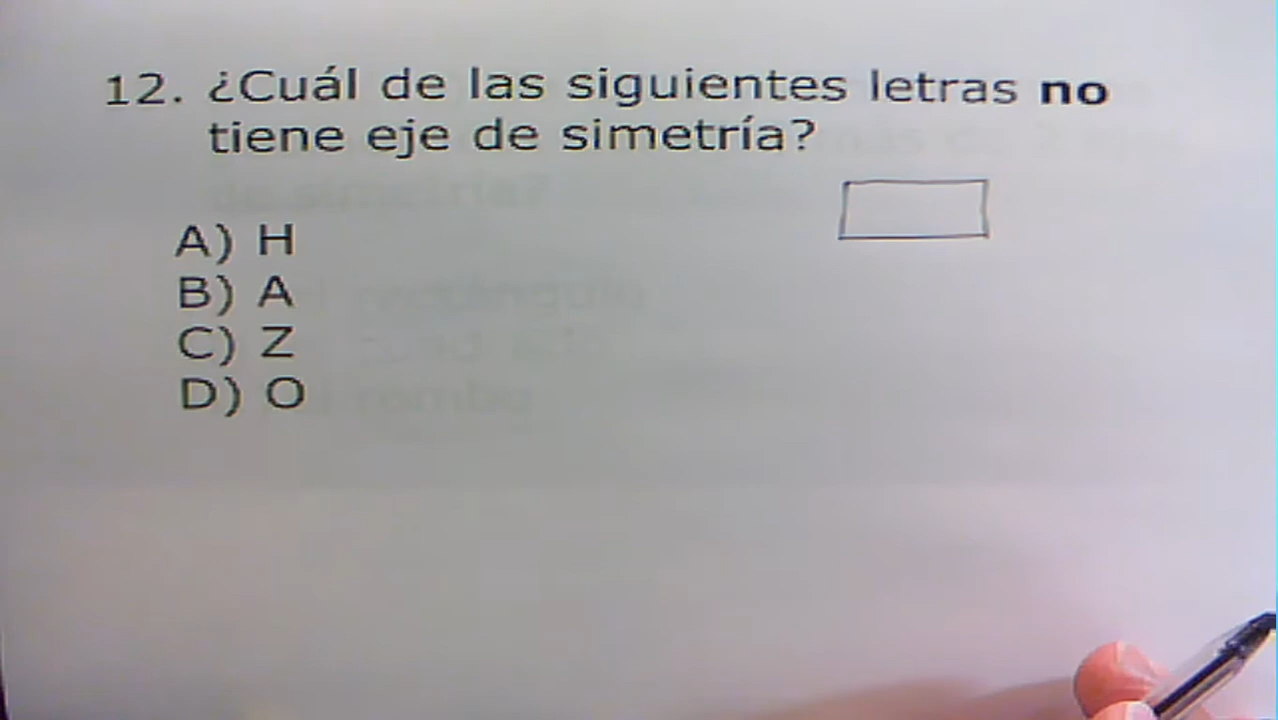 12. ¿Cuál de las siguientes letras no
tiene eje de simetría?
A) H
B) A
C) Z
D) O